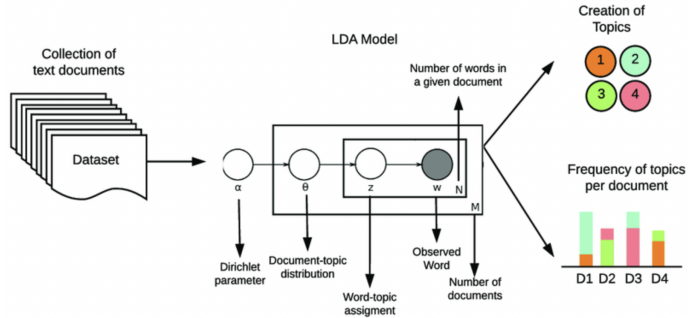 Collection of
text documents
Dataset
LDA Model
Number of words in
a given document
α
θ
z
w
N
M
Dirichlet
parameter
Document-topic
distribution
Word-topic
assigment
Observed
Word
Number of
documents
Creation of
Topics
1
2
3
4
Frequency of topics
per document
D1 D2 D3 D4